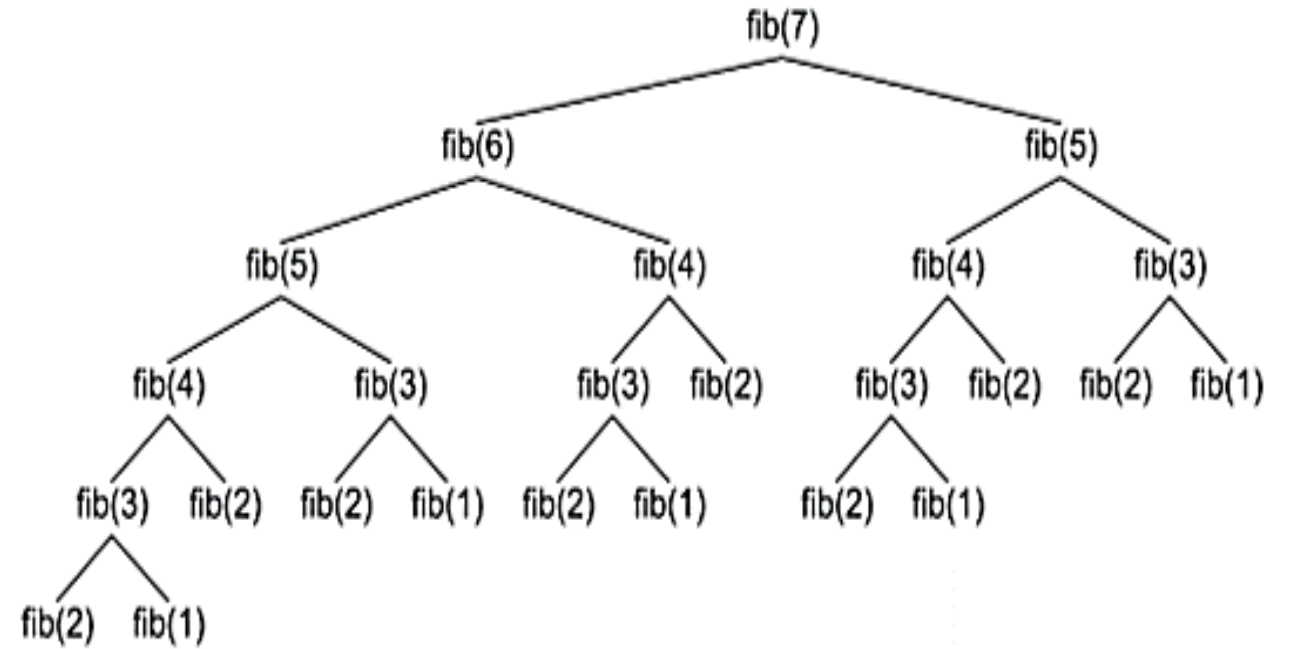 fib(7)
fib(6) fib(5)
fib(5) fib(4) fib(4) fib(3)
fib(4) fib(3) fib(3) fib(2) fib(3) fib(2) fib(2) fib(1)
fib(3) fib(2) fib(2) fib(1) fib(2) fib(1) fib(2) fib(1)
fib(2) fib(1)